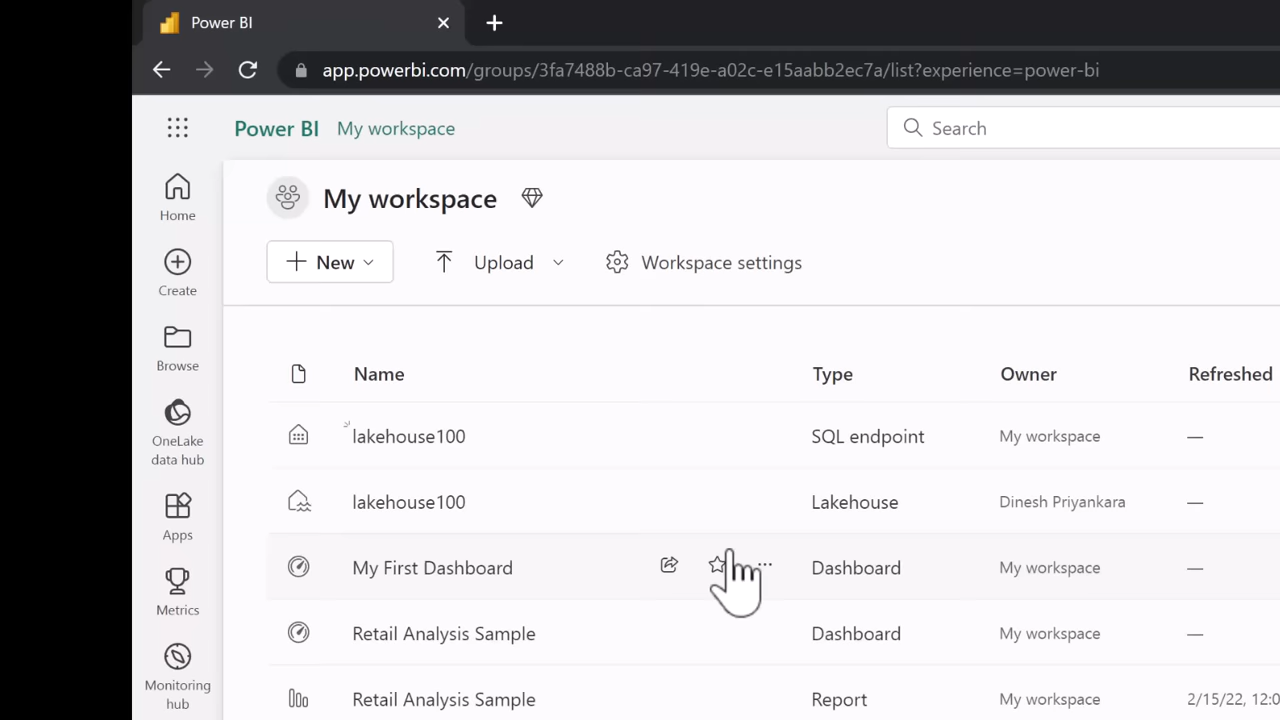 Power BI
app.powerbi.com/groups/3fa7488b-ca97-419e-a02c-e15aabb2ec7a/list?experience=power-bi
Power BI My workspace Search
Home
Create
Browse
OneLake
data hub
Apps
Metrics
Monitoring
hub
My workspace
New Upload Workspace settings
Name Type Owner Refreshed
lakehouse100 SQL endpoint My workspace —
lakehouse100 Lakehouse Dinesh Priyankara —
My First Dashboard ... Dashboard My workspace —
Retail Analysis Sample Dashboard My workspace —
Retail Analysis Sample Report My workspace 2/15/22, 12:0